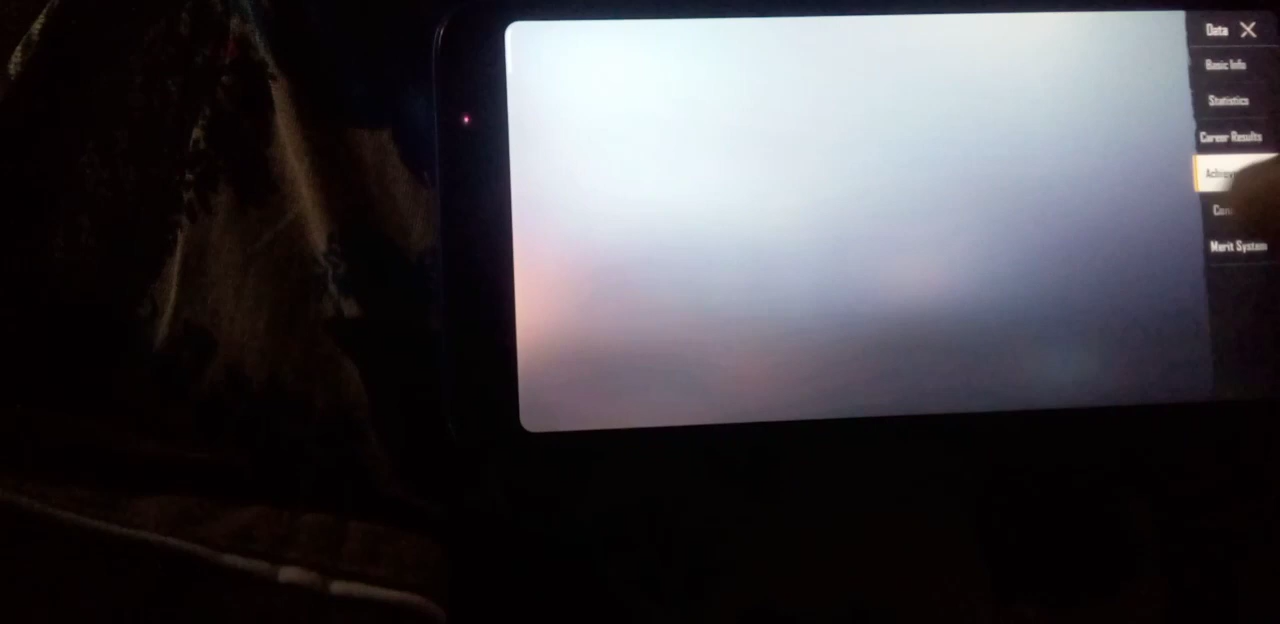 Data X
Basic Info
Statistics
Career Results
Merit System